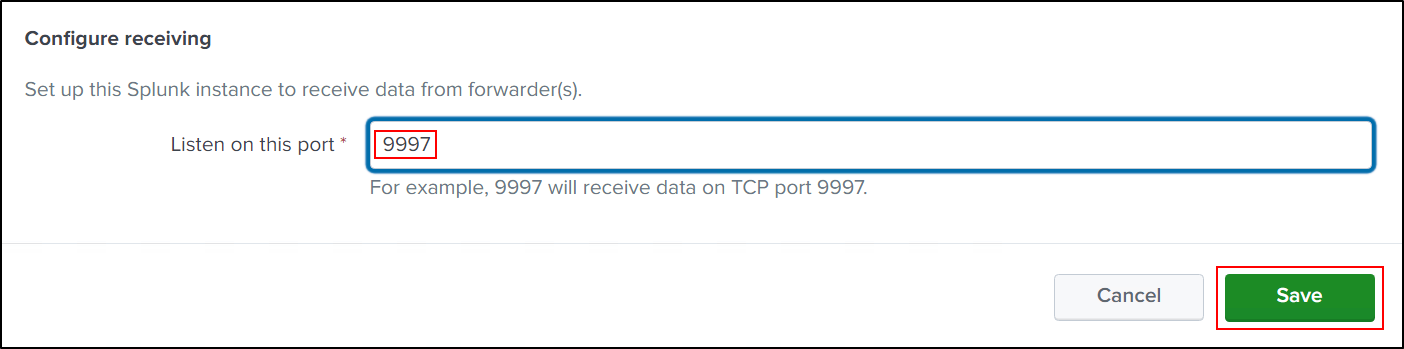 Configure receiving
Set up this Splunk instance to receive data from forwarder(s).
Listen on this port * 9997
For example, 9997 will receive data on TCP port 9997.
Cancel Save